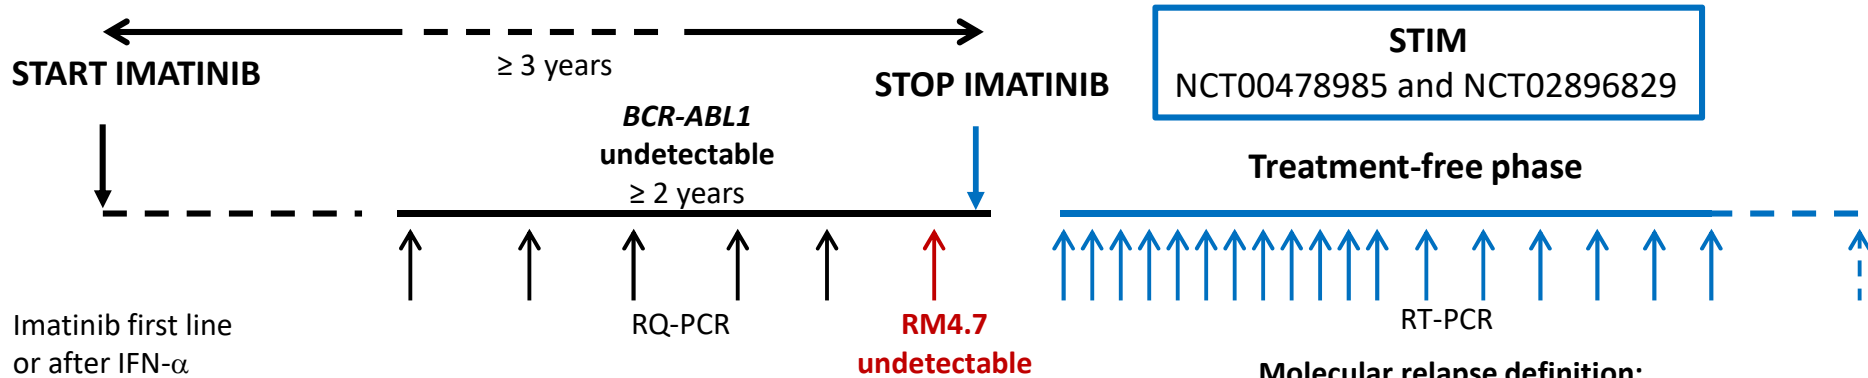 START IMATINIB
≥ 3 years
STOP IMATINIB
STIM
NCT00478985 and NCT02896829
BCR-ABL1
undetectable
≥ 2 years
Treatment-free phase
Imatinib first line
or after IFN-α
RQ-PCR
RM4.7
undetectable
RT-PCR
Molecular relapse definition: